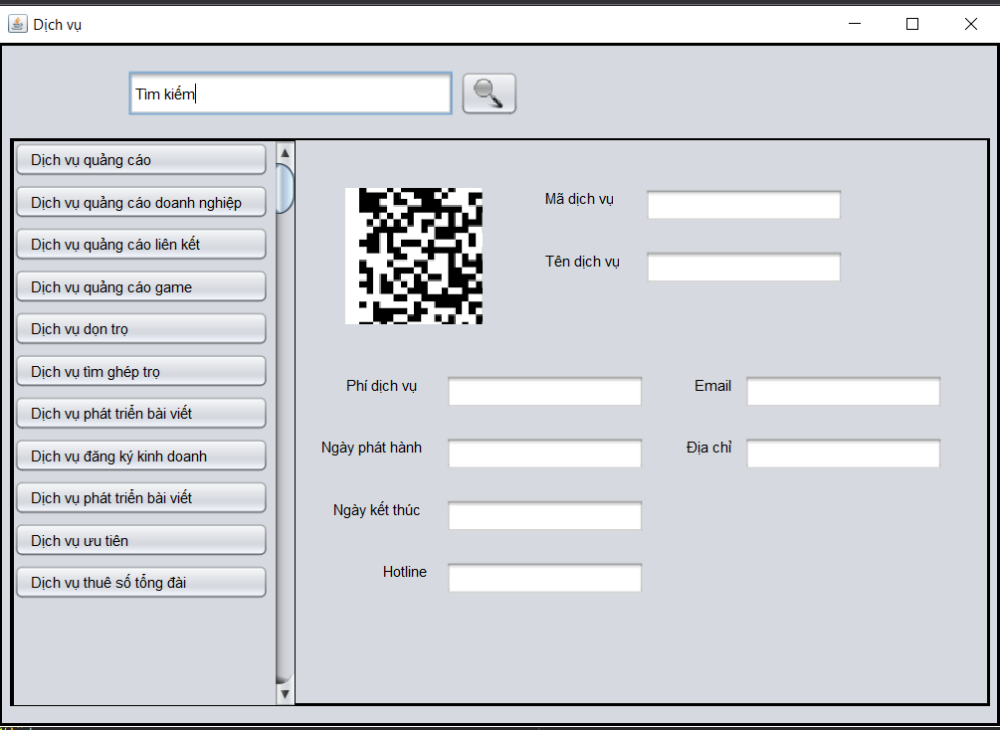 Dịch vụ
Tìm kiếm
Dịch vụ quảng cáo
Dịch vụ quảng cáo doanh nghiệp
Dịch vụ quảng cáo liên kết
Dịch vụ quảng cáo game
Dịch vụ dọn trọ
Dịch vụ tìm ghép trọ
Dịch vụ phát triển bài viết
Dịch vụ đăng ký kinh doanh
Dịch vụ phát triển bài viết
Dịch vụ ưu tiên
Dịch vụ thuê số tổng đài
Mã dịch vụ
Tên dịch vụ
Phí dịch vụ
Email
Ngày phát hành
Địa chỉ
Ngày kết thúc
Hotline